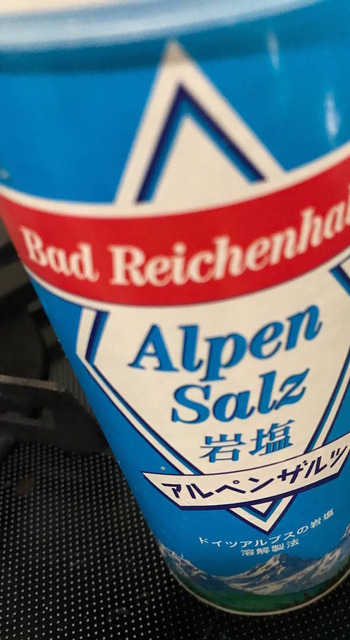 Bad Reichenhal
Alpen
Salz
岩塩
アルペンザルツ
ドイツアルプスの岩塩
溶解製法